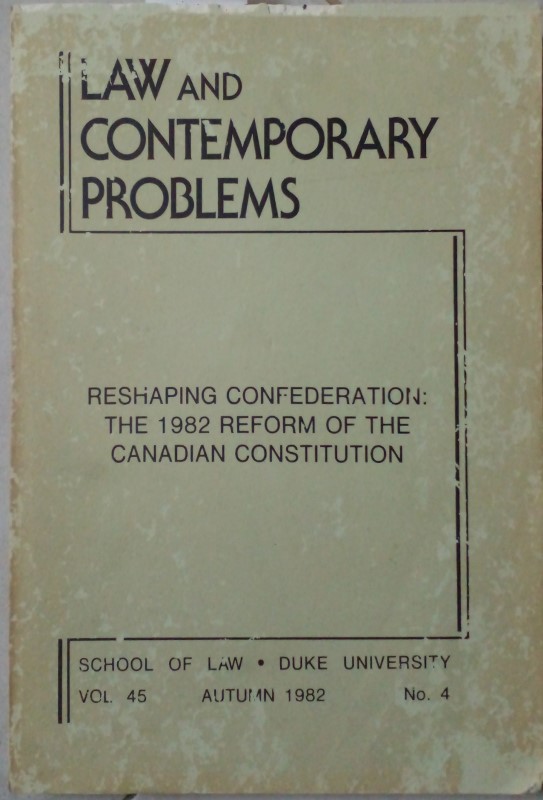 LAW AND
CONTEMPORARY
PROBLEMS
RESHAPING CONFEDERATION:
THE 1982 REFORM OF THE
CANADIAN CONSTITUTION
SCHOOL OF LAW • DUKE UNIVERSITY
VOL. 45 AUTUMN 1982 No. 4